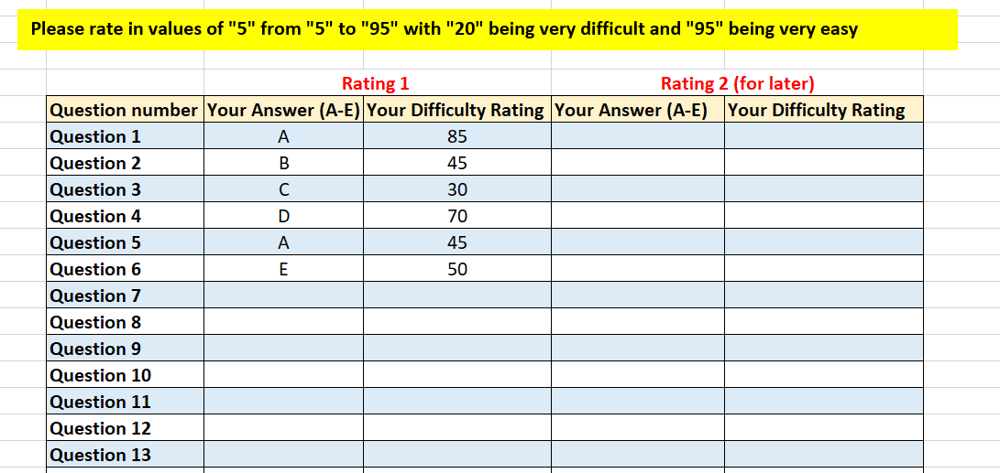 Please rate in values of "5" from "5" to "95" with "20" being very difficult and "95" being very easy
Rating 1 Rating 2 (for later)
Question number Your Answer (A-E) Your Difficulty Rating Your Answer (A-E) Your Difficulty Rating
Question 1 A 85
Question 2 B 45
Question 3 C 30
Question 4 D 70
Question 5 A 45
Question 6 E 50
Question 7
Question 8
Question 9
Question 10
Question 11
Question 12
Question 13